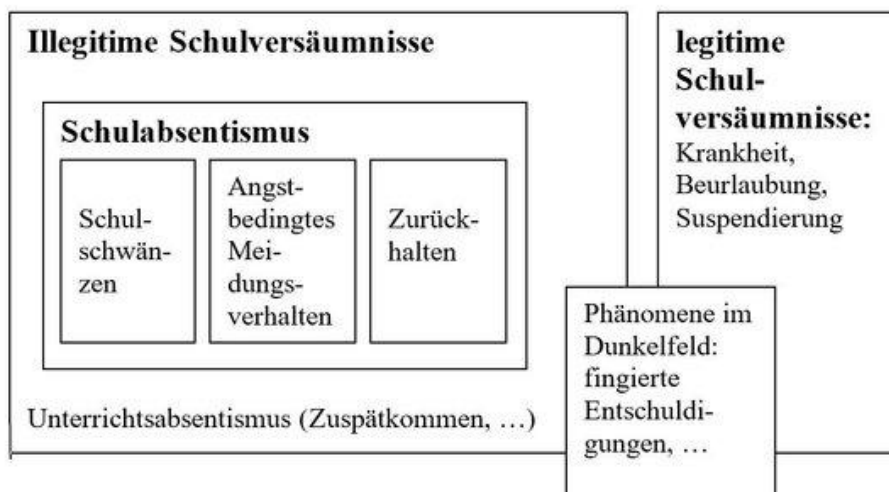 Illegitime Schulversäumnisse
Schulabsentismus
Schul-
schwän-
zen
Angst-
bedingtes
Mei-
dungs-
verhalten
Zurück-
halten
Unterrichtsabsentismus (Zuspätkommen, …)
legitime
Schul-
versäumnisse:
Krankheit,
Beurlaubung,
Suspendierung
Phänomene im
Dunkelfeld:
fingierte
Entschuldi-
gungen, …